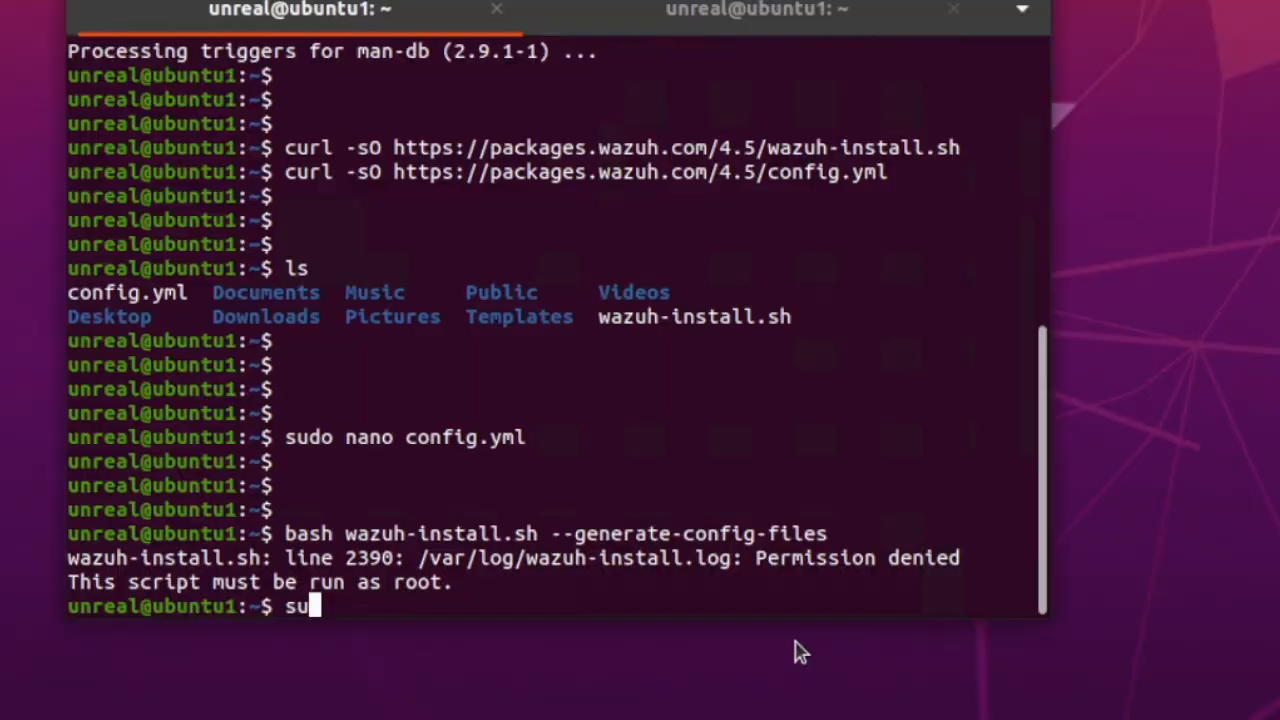 unreal@ubuntu1: ~ × unreal@ubuntu1: ~ ×
Processing triggers for man-db (2.9.1-1) ...
unreal@ubuntu1:~$
unreal@ubuntu1:~$
unreal@ubuntu1:~$
unreal@ubuntu1:~$ curl -sO https://packages.wazuh.com/4.5/wazuh-install.sh
unreal@ubuntu1:~$ curl -sO https://packages.wazuh.com/4.5/config.yml
unreal@ubuntu1:~$
unreal@ubuntu1:~$
unreal@ubuntu1:~$
unreal@ubuntu1:~$ ls
config.yml Documents Music Public Videos
Desktop Downloads Pictures Templates wazuh-install.sh
unreal@ubuntu1:~$
unreal@ubuntu1:~$
unreal@ubuntu1:~$
unreal@ubuntu1:~$
unreal@ubuntu1:~$ sudo nano config.yml
unreal@ubuntu1:~$
unreal@ubuntu1:~$
unreal@ubuntu1:~$
unreal@ubuntu1:~$ bash wazuh-install.sh --generate-config-files
wazuh-install.sh: line 2390: /var/log/wazuh-install.log: Permission denied
This script must be run as root.
unreal@ubuntu1:~$ su